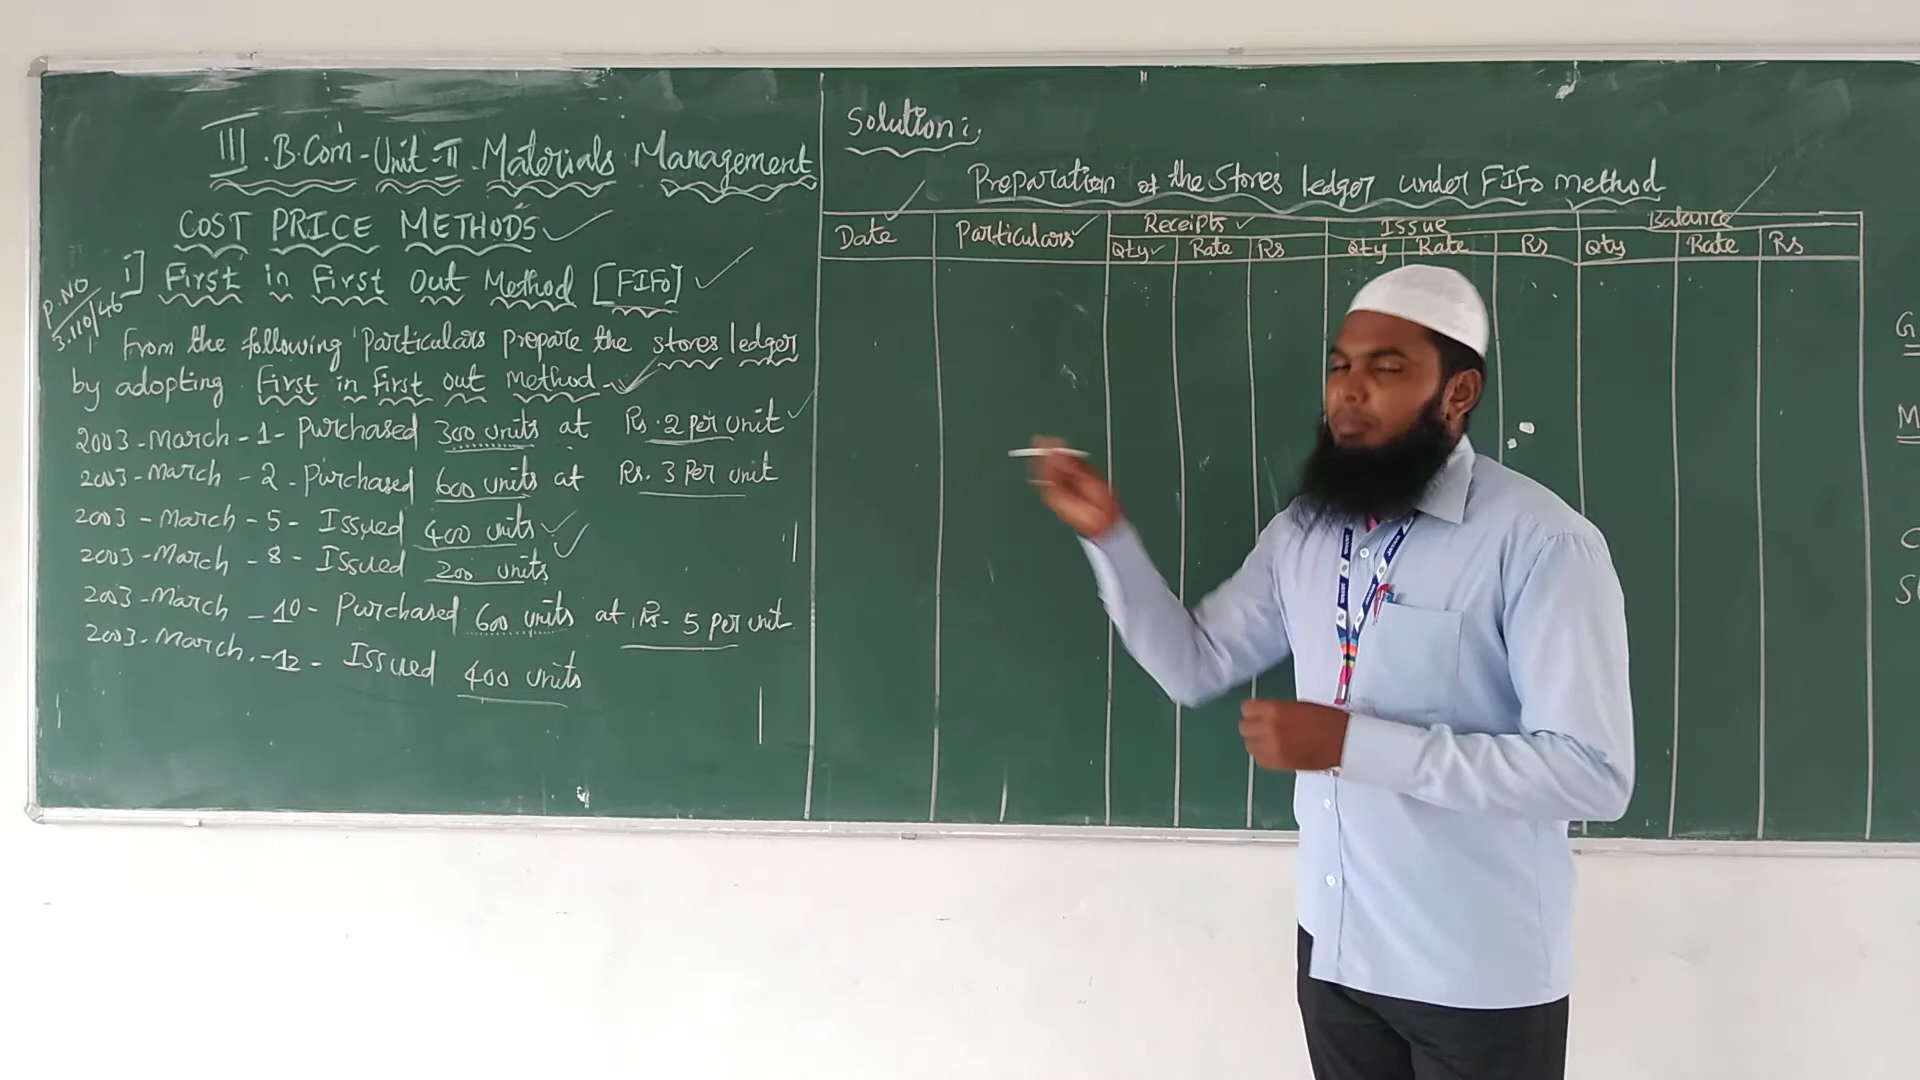 III.B.Com-Unit-II.Materials Management
COST PRICE METHODS
P.NO
3.110/46
i] First in First Out Method [FIFO]
1 From the following Particulars prepare the stores ledger
by adopting First in first out method
2003-March-1-Purchased 300 units at Rs.2 per unit
2003-March-2-Purchased 600 units at Rs.3 Per unit
2003-March-5-Issued 400 units
2003-March-8-Issued 200 units
2003-March-10-Purchased 600 units at Rs-5 per unit
2003-March.-12-Issued 400 units
Solution:
Preparation of the Stores ledger under FIFO method
Date Particulars Receipts Issue Balance
Qty Rate Rs Qty Rate Rs Qty Rate Rs
G
M
C
S